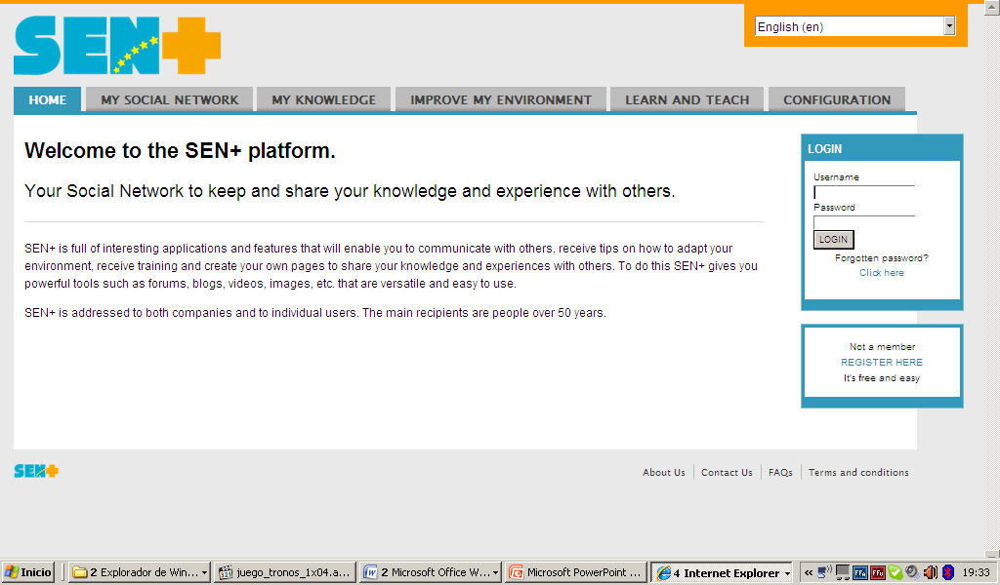 SEN+
English (en)
HOME MY SOCIAL NETWORK MY KNOWLEDGE IMPROVE MY ENVIRONMENT LEARN AND TEACH CONFIGURATION
Welcome to the SEN+ platform.
Your Social Network to keep and share your knowledge and experience with others.
SEN+ is full of interesting applications and features that will enable you to communicate with others, receive tips on how to adapt your
environment, receive training and create your own pages to share your knowledge and experiences with others. To do this SEN+ gives you
powerful tools such as forums, blogs, videos, images, etc. that are versatile and easy to use.
SEN+ is addressed to both companies and to individual users. The main recipients are people over 50 years.
LOGIN
Username
Password
LOGIN
Forgotten password?
Click here
Not a member
REGISTER HERE
It's free and easy
SEN+
About Us Contact Us FAQs Terms and conditions
Inicio 2 Explorador de Win... juego_tronos_1x04.a... 2 Microsoft Office W... Microsoft PowerPoint ... 4 Internet Explorer « 19:33